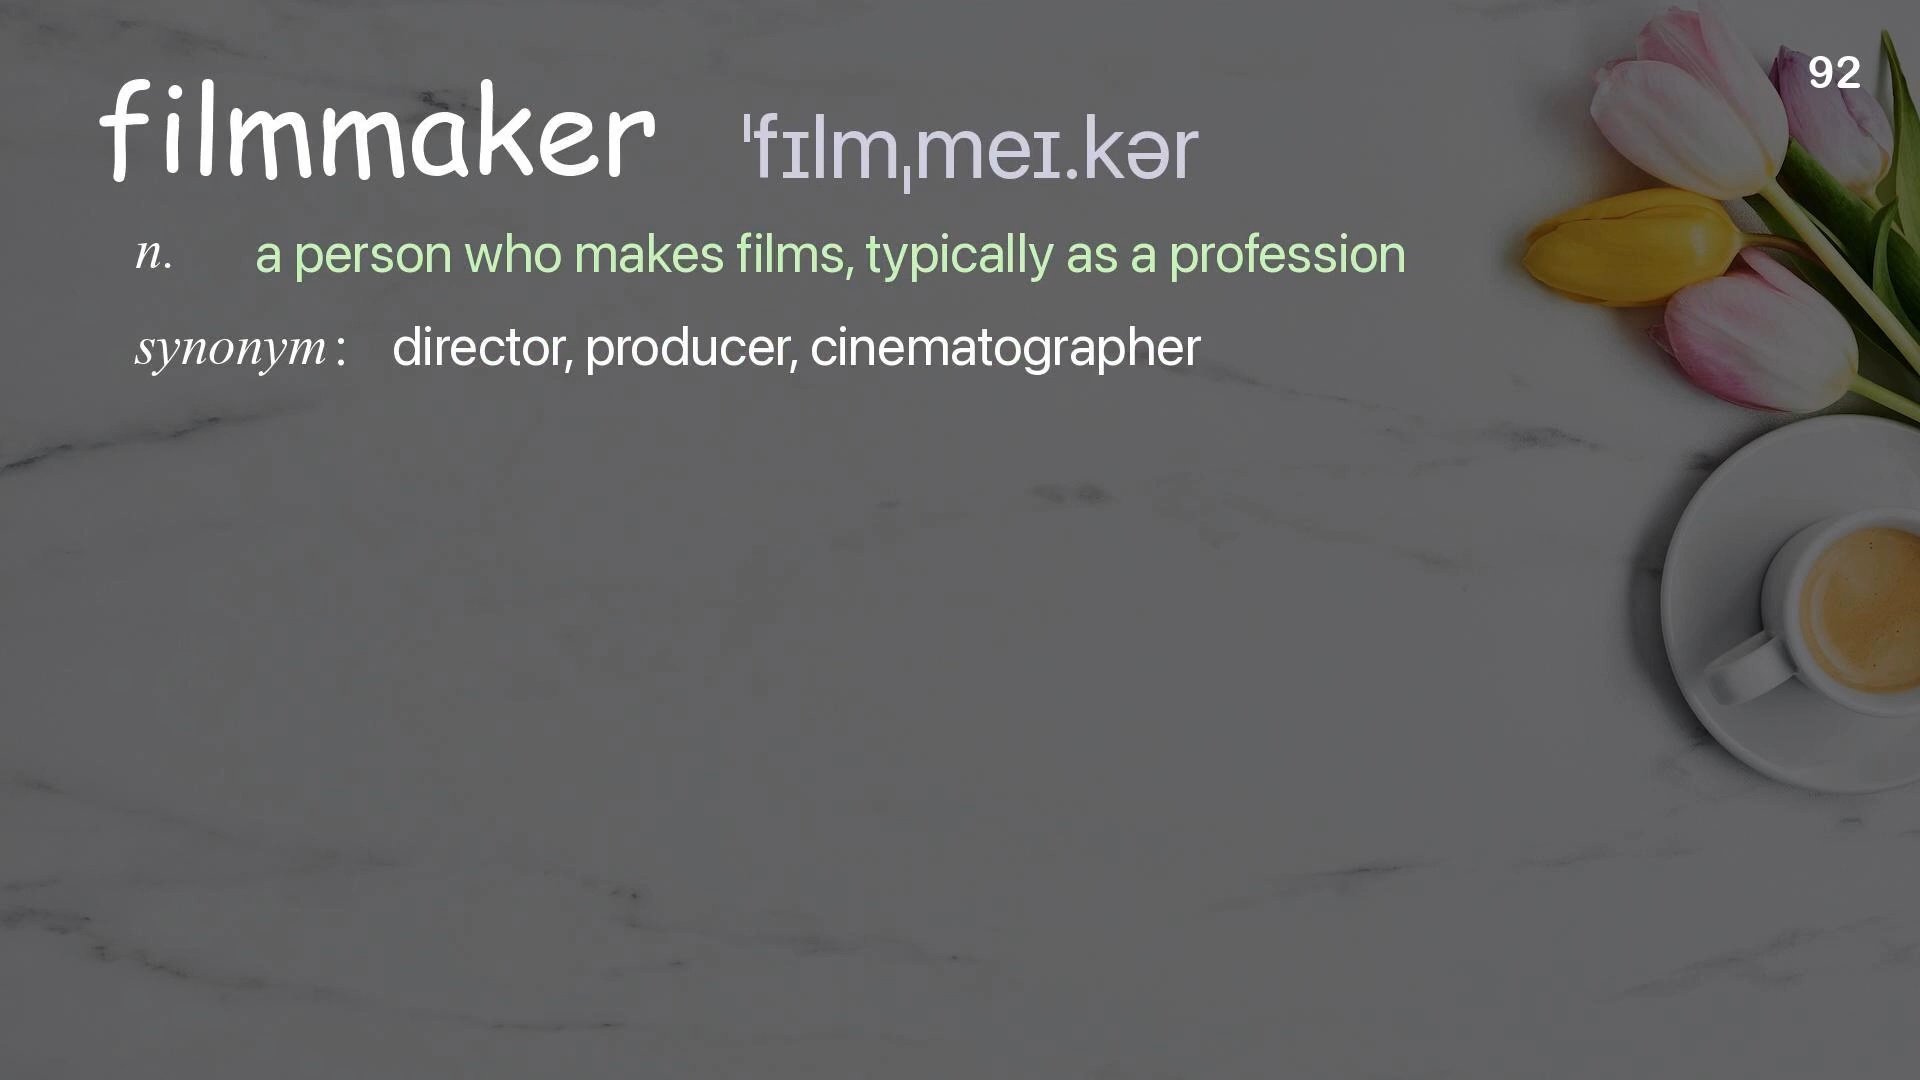 92
filmmaker ˈfɪlmˌmeɪ.kər
n. a person who makes films, typically as a profession
synonym: director, producer, cinematographer